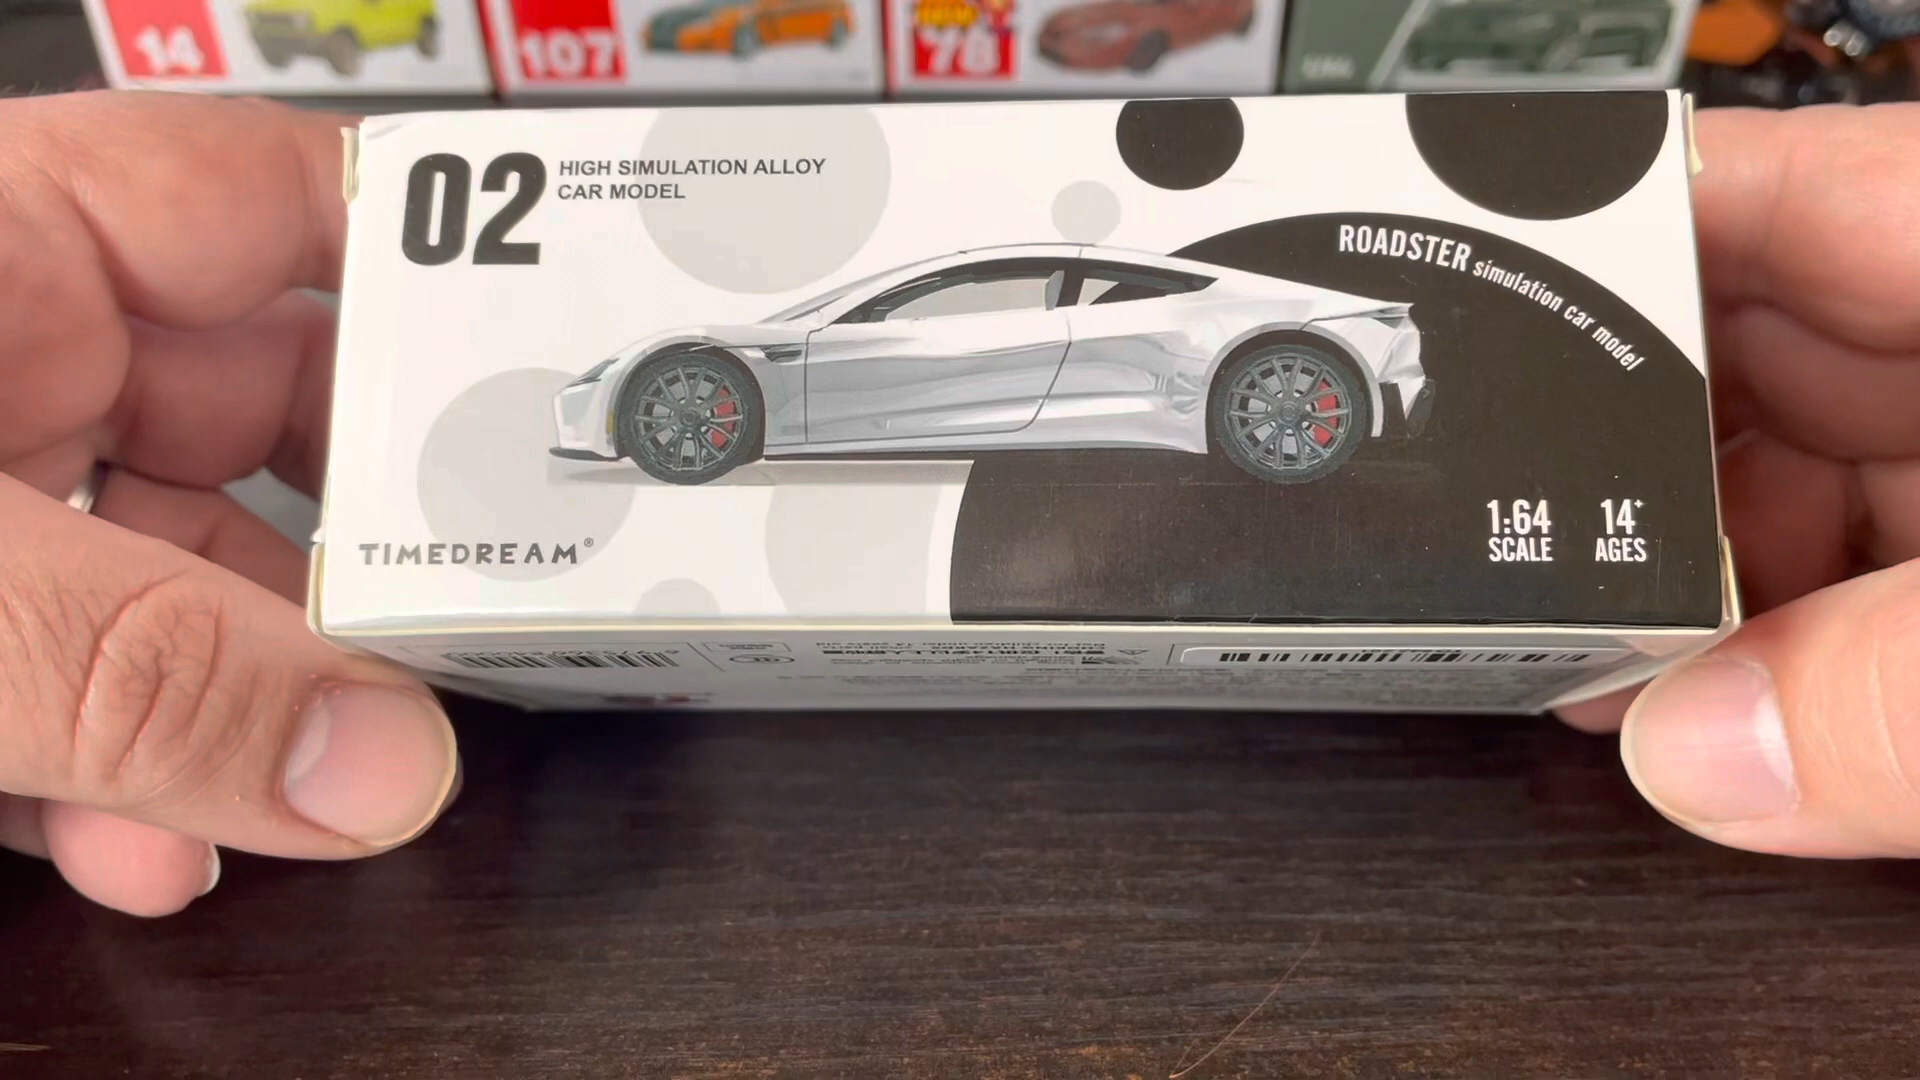 14
107
78
02
HIGH SIMULATION ALLOY
CAR MODEL
ROADSTER simulation car model
TIMEDREAM®
1:64
SCALE
14+
AGES